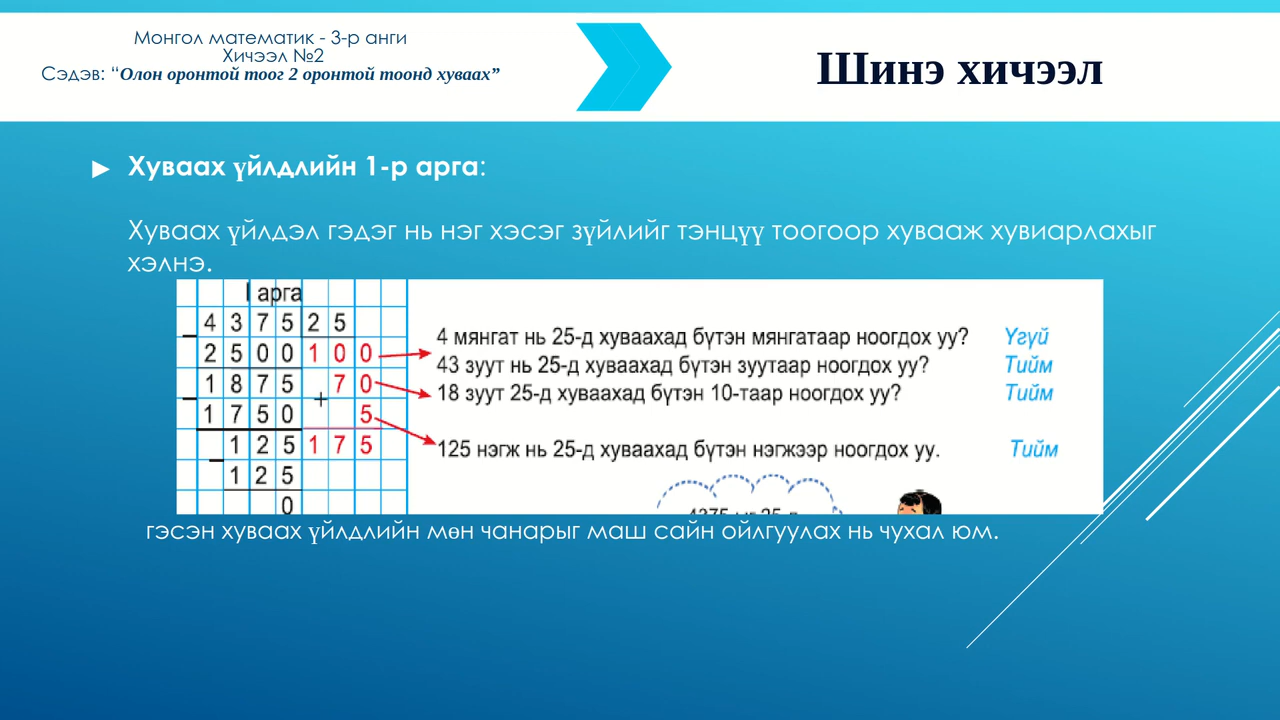 Монгол математик - 3-р анги
Хичээл №2
Сэдэв: “Олон оронтой тоог 2 оронтой тоонд хуваах”
Шинэ хичээл
▶ Хуваах үйлдлийн 1-р арга:
Хуваах үйлдэл гэдэг нь нэг хэсэг зүйлийг тэнцүү тоогоор хувааж хувиарлахыг
хэлнэ.
I арга
_ 4 3 7 5 2 5
2 5 0 0 1 0 0
_ 1 8 7 5 + 7 0
1 7 5 0 5
_ 1 2 5 1 7 5
1 2 5
0
4 мянгат нь 25-д хуваахад бүтэн мянгатаар ноогдох уу? Үгүй
43 зуут нь 25-д хуваахад бүтэн зуутаар ноогдох уу? Тийм
18 зуут 25-д хуваахад бүтэн 10-таар ноогдох уу? Тийм
125 нэгж нь 25-д хуваахад бүтэн нэгжээр ноогдох уу. Тийм
гэсэн хуваах үйлдлийн мөн чанарыг маш сайн ойлгуулах нь чухал юм.